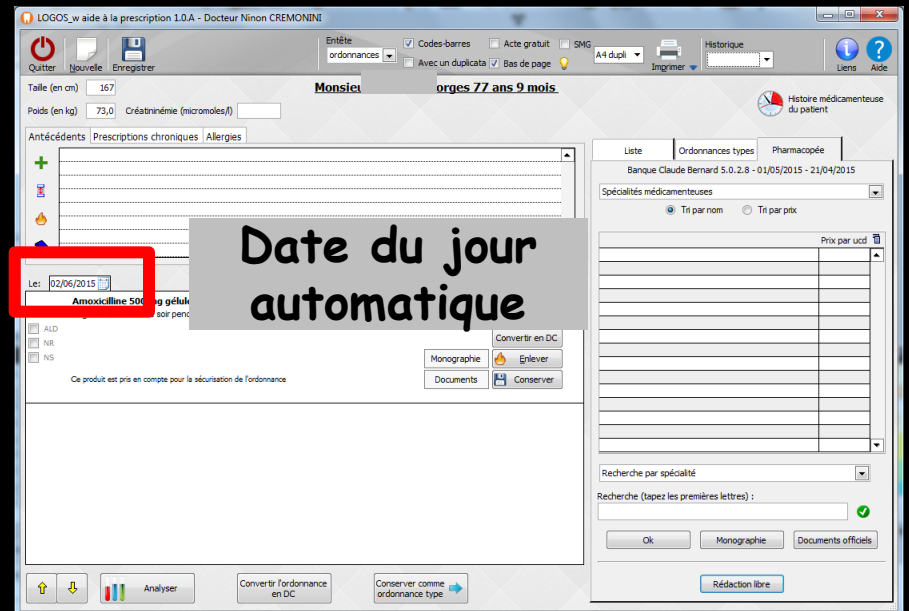 LOGOS_w aide à la prescription 1.0.A - Docteur Ninon CREMONINI
Quitter Nouvelle Enregistrer
Entête
ordonnances
Codes-barres Acte gratuit SMG
Avec un duplicata Bas de page
A4 dupli
Imprimer
Historique
Liens Aide
Taille (en cm) 167
Monsieu orges 77 ans 9 mois
Poids (en kg) 73,0 Créatininémie (micromoles/l)
Histoire médicamenteuse
du patient
Antécédents Prescriptions chroniques Allergies
Liste Ordonnances types Pharmacopée
Banque Claude Bernard 5.0.2.8 - 01/05/2015 - 21/04/2015
Spécialités médicamenteuses
Tri par nom Tri par prix
Prix par ucd
Date du jour
automatique
Le: 02/06/2015
Amoxicilline 500 mg gélule
soir pend
ALD
NR
NS
Convertir en DC
Monographie Enlever
Ce produit est pris en compte pour la sécurisation de l'ordonnance
Documents Conserver
Recherche par spécialité
Recherche (tapez les premières lettres) :
Ok Monographie Documents officiels
Rédaction libre
Analyser
Convertir l'ordonnance
en DC
Conserver comme
ordonnance type